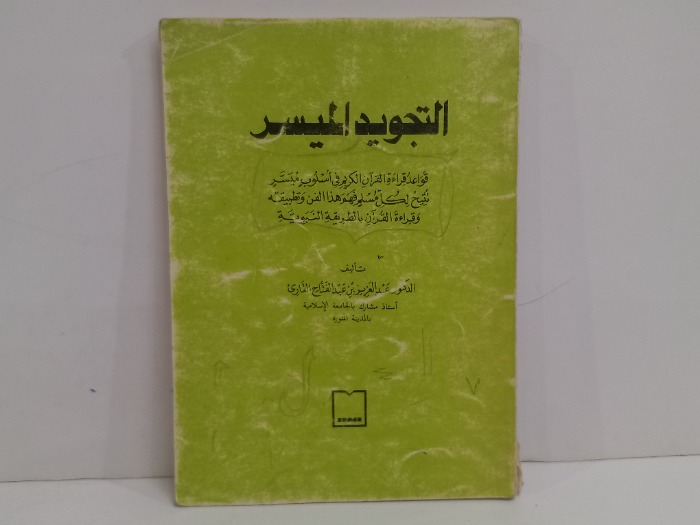 التجويد الميسر
قواعد قراءة القرآن الكريم في أسلوب ميسر
تتيح لكل مسلم فهم هذا الفن وتطبيقه
وقراءة القرآن بالطريقة النبوية
تأليف
الدكتور عبد العزيز بن عبد الفتاح القارئ
أستاذ مشارك بالجامعة الإسلامية
بالمدينة المنورة